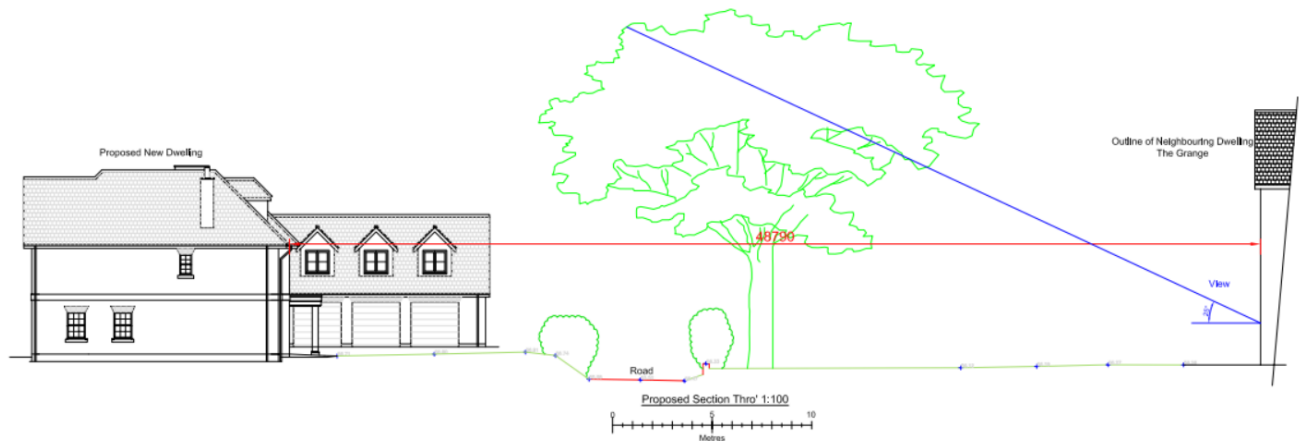 Proposed New Dwelling
Outline of Neighbouring Dwelling
The Grange
48790
View
25°
Road
Proposed Section Thro' 1:100
0 5 10
Metres